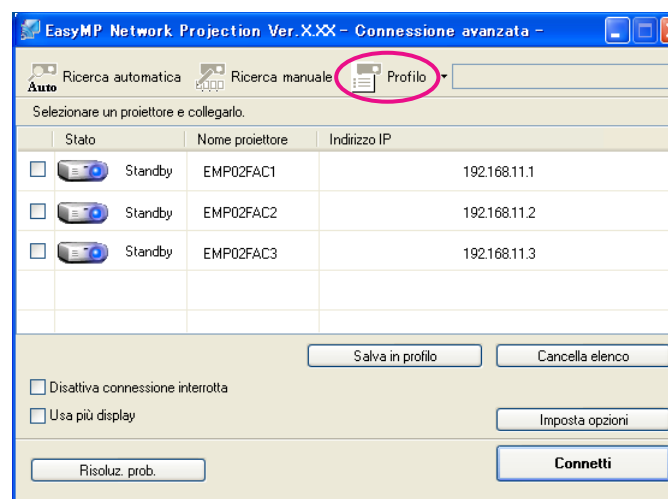 EasyMP Network Projection Ver.X.XX - Connessione avanzata -
Auto Ricerca automatica Ricerca manuale Profilo
Selezionare un proiettore e collegarlo.
Stato Nome proiettore Indirizzo IP
Standby EMP02FAC1 192.168.11.1
Standby EMP02FAC2 192.168.11.2
Standby EMP02FAC3 192.168.11.3
Salva in profilo Cancella elenco
Disattiva connessione interrotta
Usa più display
Imposta opzioni
Risoluz. prob. Connetti